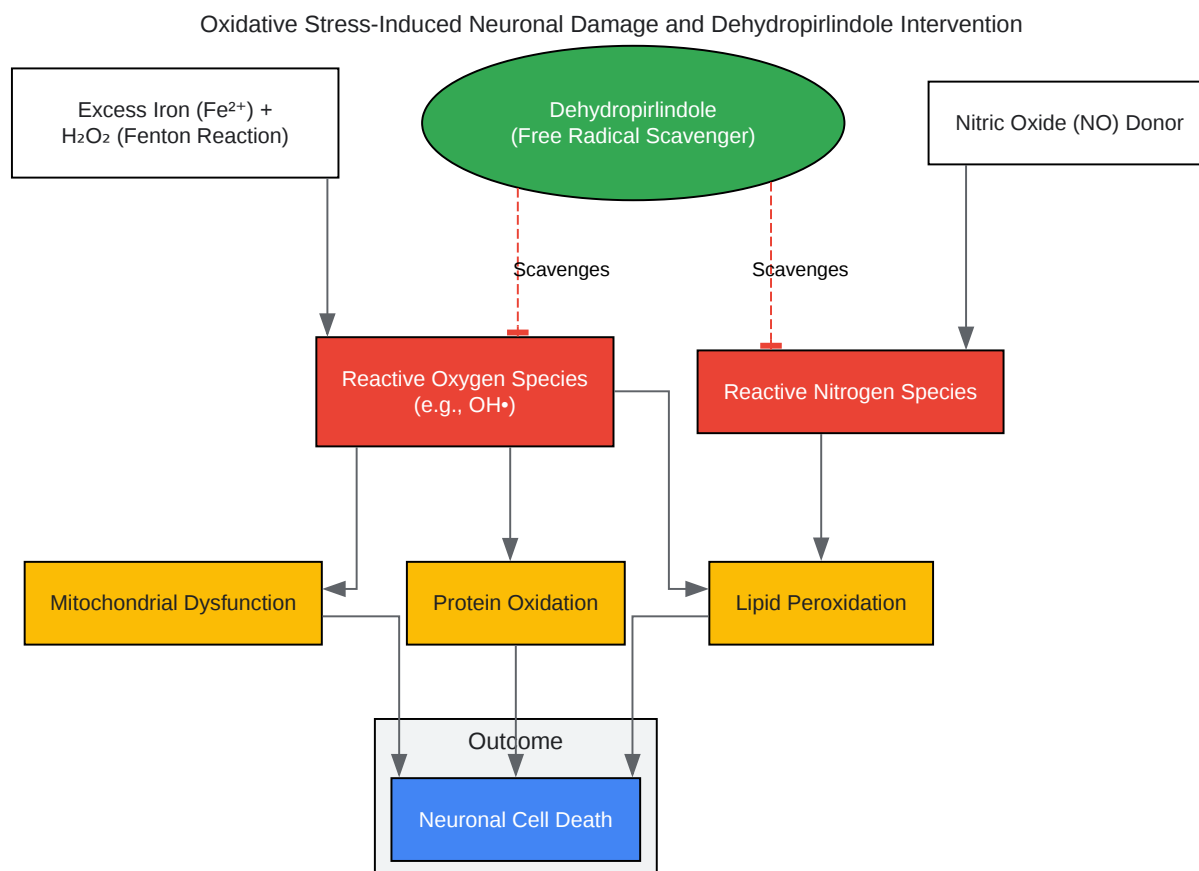 Oxidative Stress-Induced Neuronal Damage and Dehydropirlindole Intervention
Excess Iron (Fe²⁺) +
H₂O₂ (Fenton Reaction)
Dehydropirlindole
(Free Radical Scavenger)
Nitric Oxide (NO) Donor
Scavenges
Scavenges
Reactive Oxygen Species
(e.g., OH•)
Reactive Nitrogen Species
Mitochondrial Dysfunction
Protein Oxidation
Lipid Peroxidation
Outcome
Neuronal Cell Death